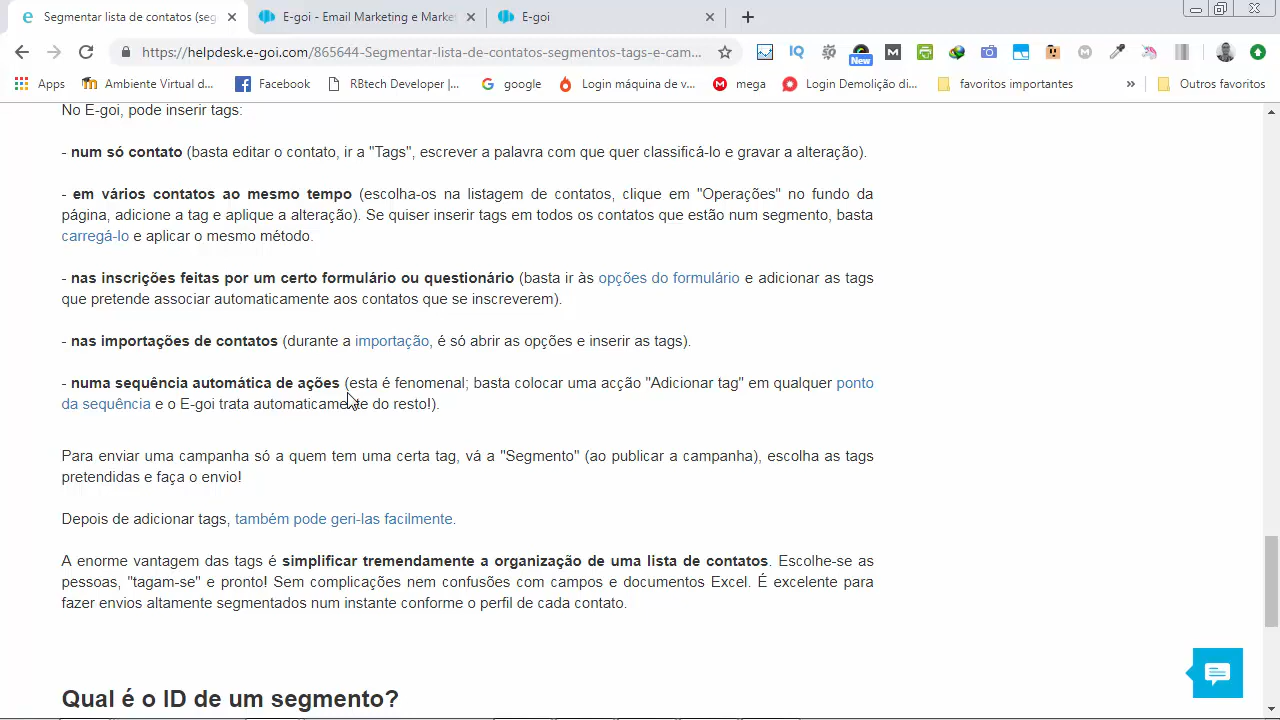 Segmentar lista de contatos (seg
E-goi - Email Marketing e Marke
E-goi
https://helpdesk.e-goi.com/865644-Segmentar-lista-de-contatos-segmentos-tags-e-cam...
New
Apps
Ambiente Virtual d...
Facebook
RBtech Developer |...
google
Login máquina de v...
mega
Login Demolição di...
favoritos importantes
»
Outros favoritos
No E-goi, pode inserir tags:
- num só contato (basta editar o contato, ir a "Tags", escrever a palavra com que quer classificá-lo e gravar a alteração).
- em vários contatos ao mesmo tempo (escolha-os na listagem de contatos, clique em "Operações" no fundo da
página, adicione a tag e aplique a alteração). Se quiser inserir tags em todos os contatos que estão num segmento, basta
carregá-lo e aplicar o mesmo método.
- nas inscrições feitas por um certo formulário ou questionário (basta ir às opções do formulário e adicionar as tags
que pretende associar automaticamente aos contatos que se inscreverem).
- nas importações de contatos (durante a importação, é só abrir as opções e inserir as tags).
- numa sequência automática de ações (esta é fenomenal; basta colocar uma acção "Adicionar tag" em qualquer ponto
da sequência e o E-goi trata automaticamente do resto!).
Para enviar uma campanha só a quem tem uma certa tag, vá a "Segmento" (ao publicar a campanha), escolha as tags
pretendidas e faça o envio!
Depois de adicionar tags, também pode geri-las facilmente.
A enorme vantagem das tags é simplificar tremendamente a organização de uma lista de contatos. Escolhe-se as
pessoas, "tagam-se" e pronto! Sem complicações nem confusões com campos e documentos Excel. É excelente para
fazer envios altamente segmentados num instante conforme o perfil de cada contato.
Qual é o ID de um segmento?